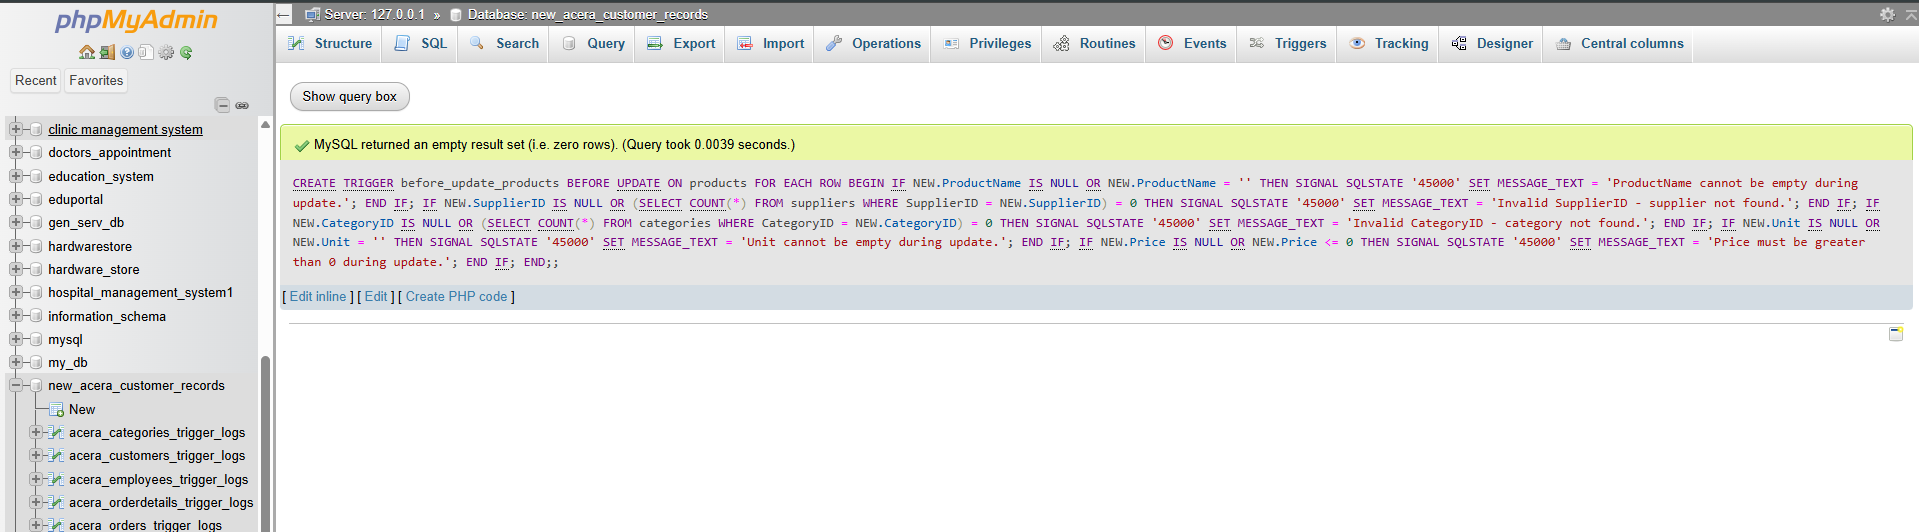 phpMyAdmin
Recent
Favorites
clinic management system
doctors_appointment
education_system
eduportal
gen_serv_db
hardwarestore
hardware_store
hospital_management_system1
information_schema
mysql
my_db
new_acera_customer_records
New
acera_categories_trigger_logs
acera_customers_trigger_logs
acera_employees_trigger_logs
acera_orderdetails_trigger_logs
acera_orders_trigger_logs
Server: 127.0.0.1 » Database: new_acera_customer_records
Structure
SQL
Search
Query
Export
Import
Operations
Privileges
Routines
Events
Triggers
Tracking
Designer
Central columns
Show query box
MySQL returned an empty result set (i.e. zero rows). (Query took 0.0039 seconds.)
CREATE TRIGGER before_update_products BEFORE UPDATE ON products FOR EACH ROW BEGIN IF NEW.ProductName IS NULL OR NEW.ProductName = '' THEN SIGNAL SQLSTATE '45000' SET MESSAGE_TEXT = 'ProductName cannot be empty during
update.'; END IF; IF NEW.SupplierID IS NULL OR (SELECT COUNT(*) FROM suppliers WHERE SupplierID = NEW.SupplierID) = 0 THEN SIGNAL SQLSTATE '45000' SET MESSAGE_TEXT = 'Invalid SupplierID - supplier not found.'; END IF; IF
NEW.CategoryID IS NULL OR (SELECT COUNT(*) FROM categories WHERE CategoryID = NEW.CategoryID) = 0 THEN SIGNAL SQLSTATE '45000' SET MESSAGE_TEXT = 'Invalid CategoryID - category not found.'; END IF; IF NEW.Unit IS NULL OR
NEW.Unit = '' THEN SIGNAL SQLSTATE '45000' SET MESSAGE_TEXT = 'Unit cannot be empty during update.'; END IF; IF NEW.Price IS NULL OR NEW.Price <= 0 THEN SIGNAL SQLSTATE '45000' SET MESSAGE_TEXT = 'Price must be greater
than 0 during update.'; END IF; END;;
[ Edit inline ] [ Edit ] [ Create PHP code ]